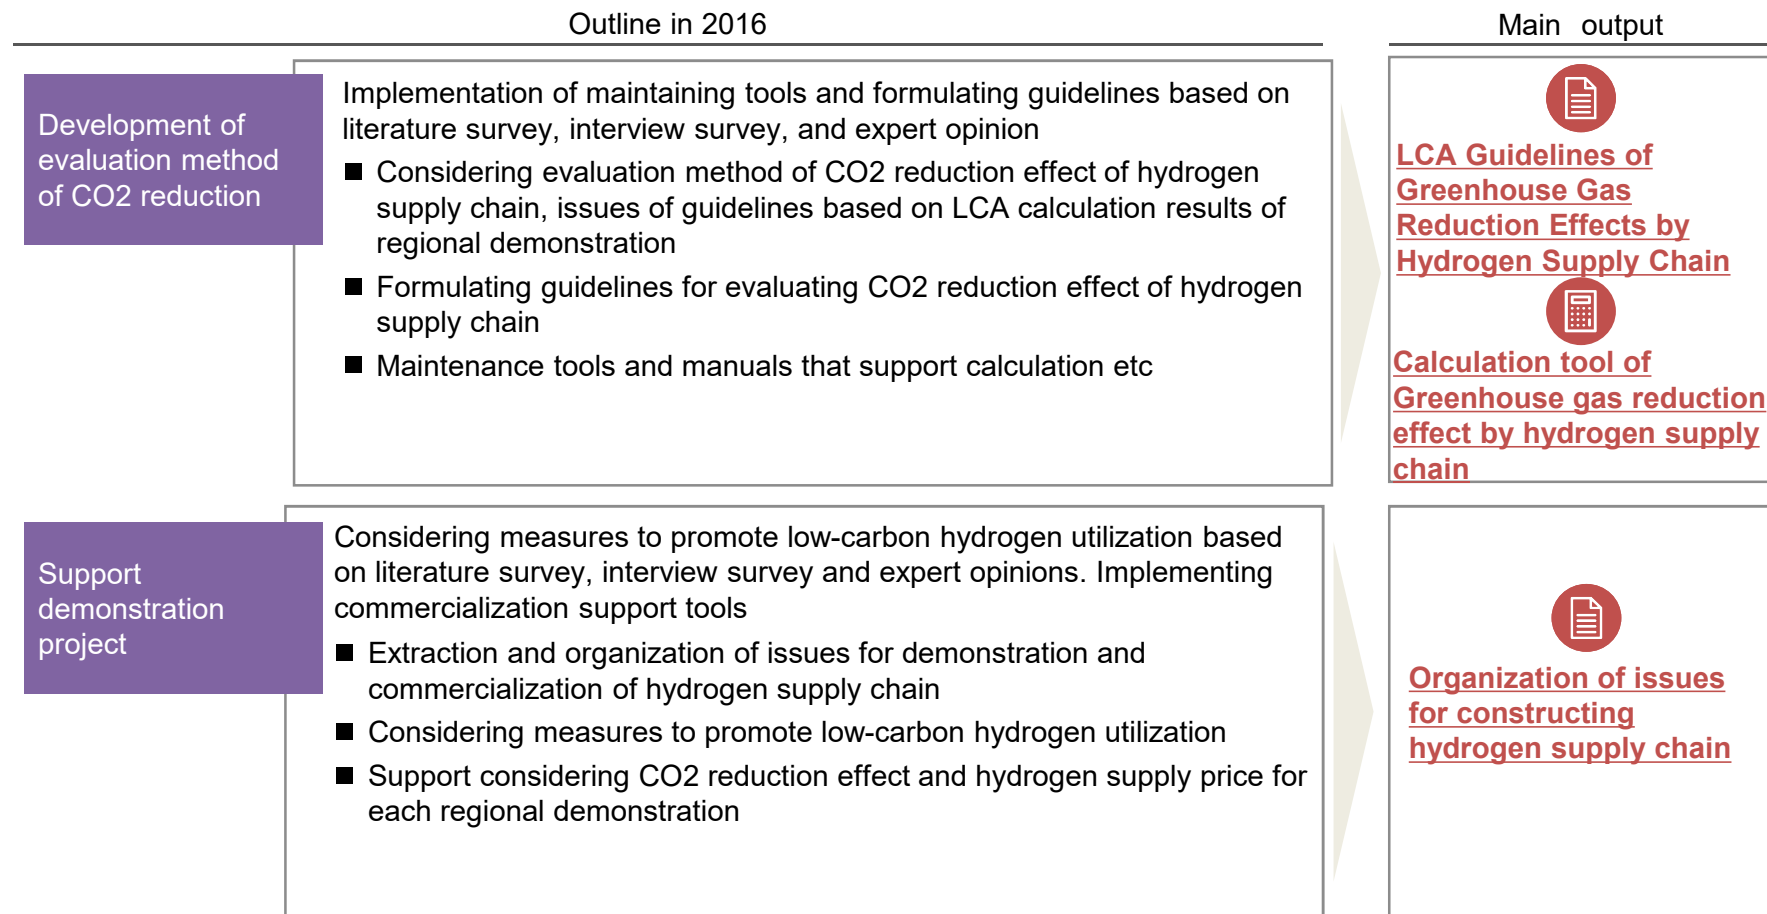 Outline in 2016
Main output
Development of
evaluation method
of CO2 reduction
Implementation of maintaining tools and formulating guidelines based on
literature survey, interview survey, and expert opinion
■ Considering evaluation method of CO2 reduction effect of hydrogen
supply chain, issues of guidelines based on LCA calculation results of
regional demonstration
■ Formulating guidelines for evaluating CO2 reduction effect of hydrogen
supply chain
■ Maintenance tools and manuals that support calculation etc
LCA Guidelines of
Greenhouse Gas
Reduction Effects by
Hydrogen Supply Chain
Calculation tool of
Greenhouse gas reduction
effect by hydrogen supply
chain
Support
demonstration
project
Considering measures to promote low-carbon hydrogen utilization based
on literature survey, interview survey and expert opinions. Implementing
commercialization support tools
■ Extraction and organization of issues for demonstration and
commercialization of hydrogen supply chain
■ Considering measures to promote low-carbon hydrogen utilization
■ Support considering CO2 reduction effect and hydrogen supply price for
each regional demonstration
Organization of issues
for constructing
hydrogen supply chain